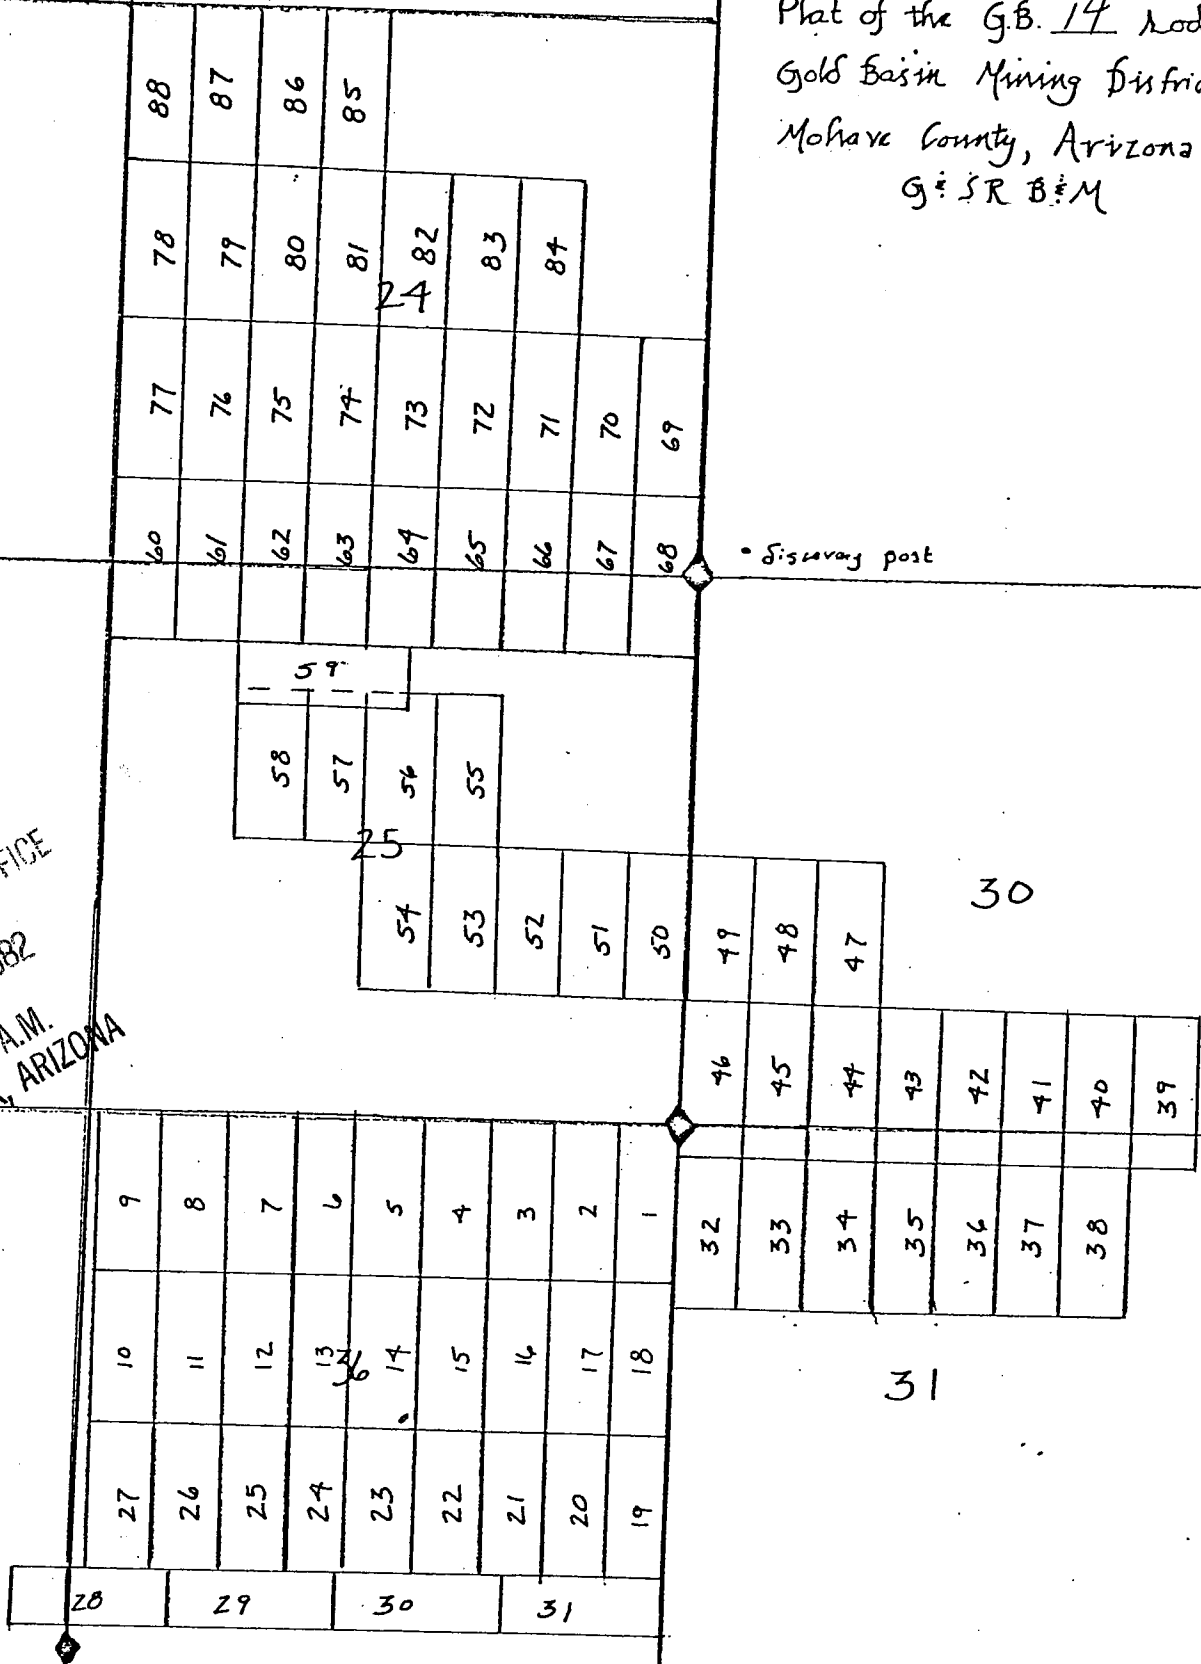 Plat of the G.B. 14 Lod
Gold Basin Mining Distric
Mohave County, Arizona
G & S R B & M
88 87 86 85
78 79 80 81 82 83 84
24
77 76 75 74 73 72 71 70 69
60 61 62 63 64 65 66 67 68
• discovery post
59
58 57 56 55
25
54 53 52 51 50 49 48 47
30
FICE
982
A.M.
ARIZONA
46 45 44 43 42 41 40 39
9 8 7 6 5 4 3 2 1
32 33 34 35 36 37 38
10 11 12 13 14 15 16 17 18
36
31
27 26 25 24 23 22 21 20 19
28 29 30 31